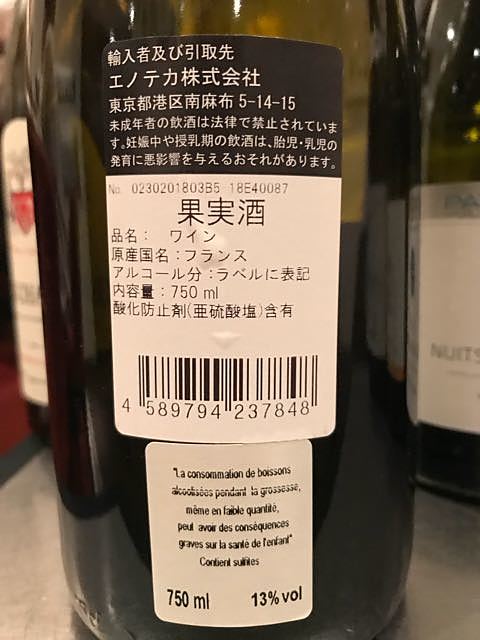 輸入者及び引取先
エノテカ株式会社
東京都港区南麻布 5-14-15
未成年者の飲酒は法律で禁止されていま
す。妊娠中や授乳期の飲酒は、胎児・乳児の
発育に悪影響を与えるおそれがあります。
No. 0230201803B5 18E40087
果実酒
品名: ワイン
原産国名:フランス
アルコール分:ラベルに表記
内容量:750 ml
酸化防止剤(亜硫酸塩)含有
4 589794 237848
"La consommation de boissons
alcoolisées pendant la grossesse,
même en faible quantité,
peut avoir des conséquences
graves sur la santé de l'enfant"
Contient sulfites
750 ml 13% vol
NUITS